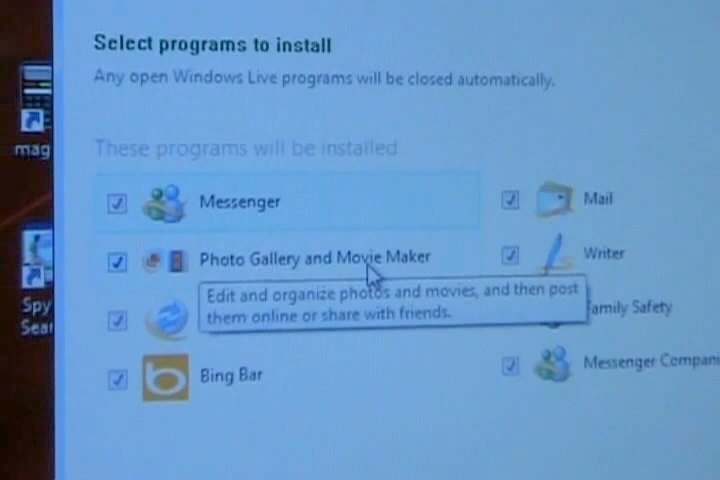 Select programs to install
Any open Windows Live programs will be closed automatically.
These programs will be installed
Messenger
Mail
Photo Gallery and Movie Maker
Writer
Edit and organize photos and movies, and then post
them online or share with friends.
Family Safety
Bing Bar
Messenger Compan
mag
Spy
Sear